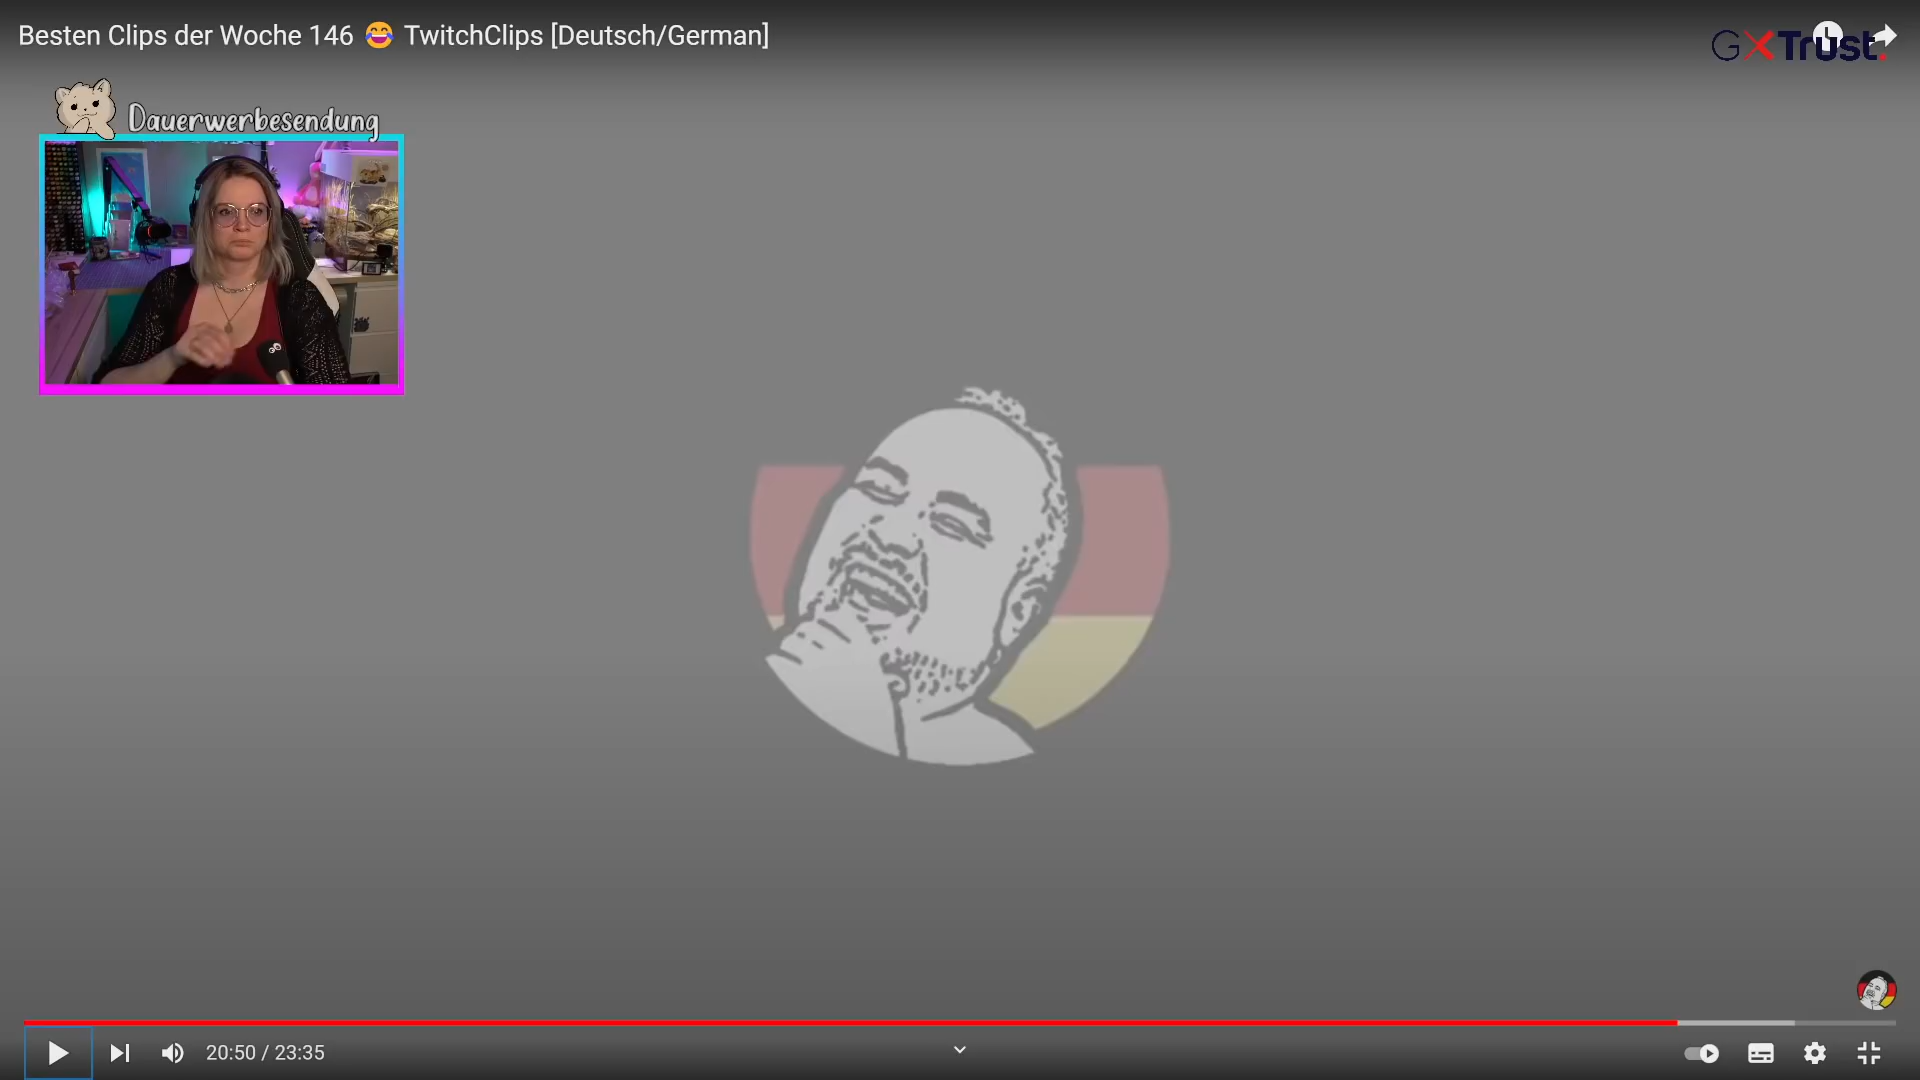 Besten Clips der Woche 146 😂 TwitchClips [Deutsch/German]
GXTrust.
Dauerwerbesendung
20:50 / 23:35